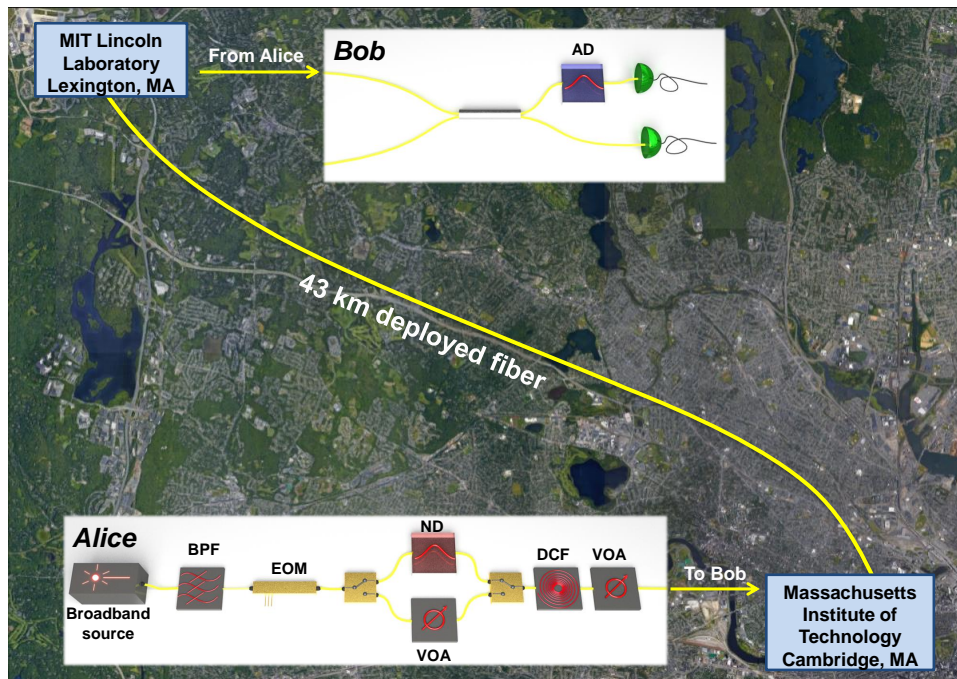 MIT Lincoln
Laboratory
Lexington, MA
From Alice
Bob
AD
43 km deployed fiber
Alice
ND
BPF
EOM
DCF
VOA
Broadband
source
VOA
To Bob
Massachusetts
Institute of
Technology
Cambridge, MA